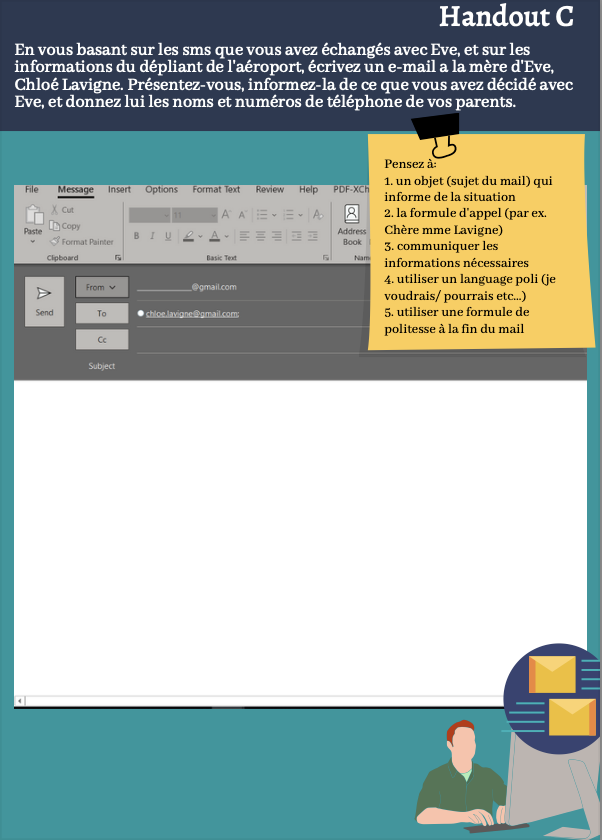 Handout C
En vous basant sur les sms que vous avez échangés avec Eve, et sur les
informations du dépliant de l'aéroport, écrivez un e-mail a la mère d'Eve,
Chloé Lavigne. Présentez-vous, informez-la de ce que vous avez décidé avec
Eve, et donnez lui les noms et numéros de téléphone de vos parents.
Pensez à:
1. un objet (sujet du mail) qui
informe de la situation
2. la formule d'appel (par ex.
Chère mme Lavigne)
3. communiquer les
informations nécessaires
4. utiliser un language poli (je
voudrais/ pourrais etc...)
5. utiliser une formule de
politesse à la fin du mail
File Message Insert Options Format Text Review Help PDF-XCh
Paste
Cut
Copy
Format Painter
Clipboard
11
A A
A
B I U
A
Basic Text
Address
Book
Nam
Send
From
____________@gmail.com
To
chloe.lavigne@gmail.com;
Cc
Subject